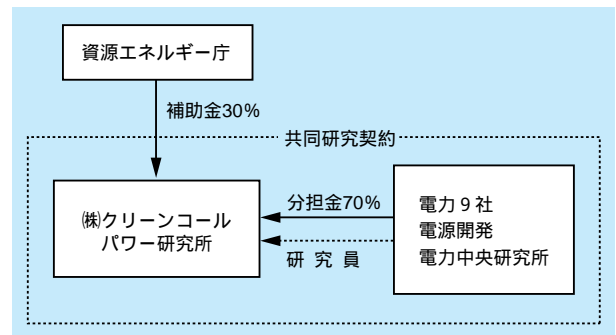 資源エネルギー庁
補助金30%
共同研究契約
㈱クリーンコール
パワー研究所
分担金70%
研 究 員
電力9社
電源開発
電力中央研究所